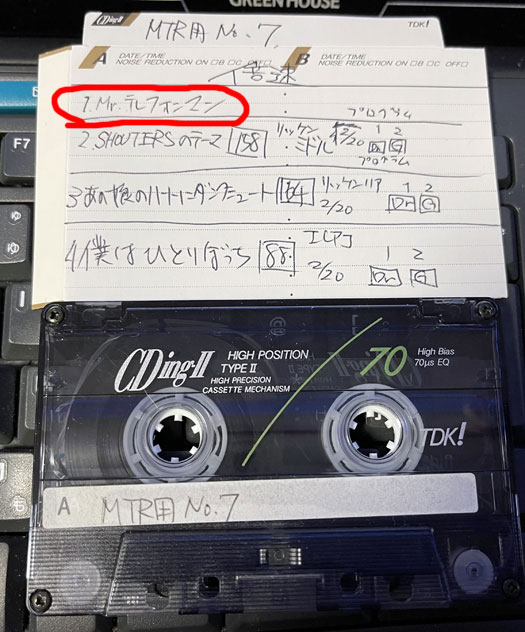 GREEN HOUSE
CDing-II
MTR用 No.7
TDK!
A DATE/TIME
NOISE REDUCTION ON□B □C OFF□
B DATE/TIME
NOISE REDUCTION ON□B □C OFF□
1.Mr.テレフォンマン
プログラム
2.SHOUTERSのテーマ 158 リッケン ミドル 2/20 1 2
Dr G
プログラム
3あの娘のハートにダンクシュート 164 リッケンリア 2/20 1 2
Dr G
4僕はひとりぼっち 88. エレアコ 2/20 1 2
Dr G
F7
CDing-II
HIGH POSITION
TYPE II
HIGH PRECISION
CASSETTE MECHANISM
70
High Bias
70μs EQ
TDK!
A MTR用 No.7